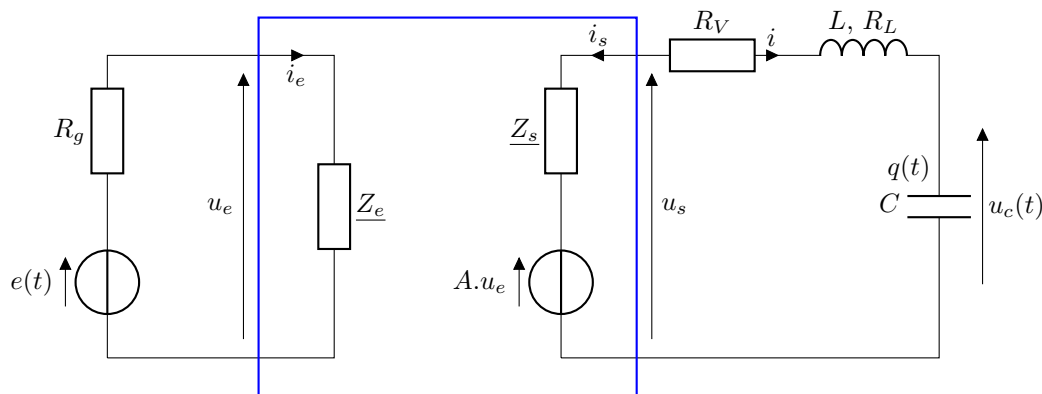 R_V
L, R_L
i_s
i
i_e
R_g
Z_s
q(t)
u_e
Z_e
u_s
C
u_c(t)
e(t)
A.u_e